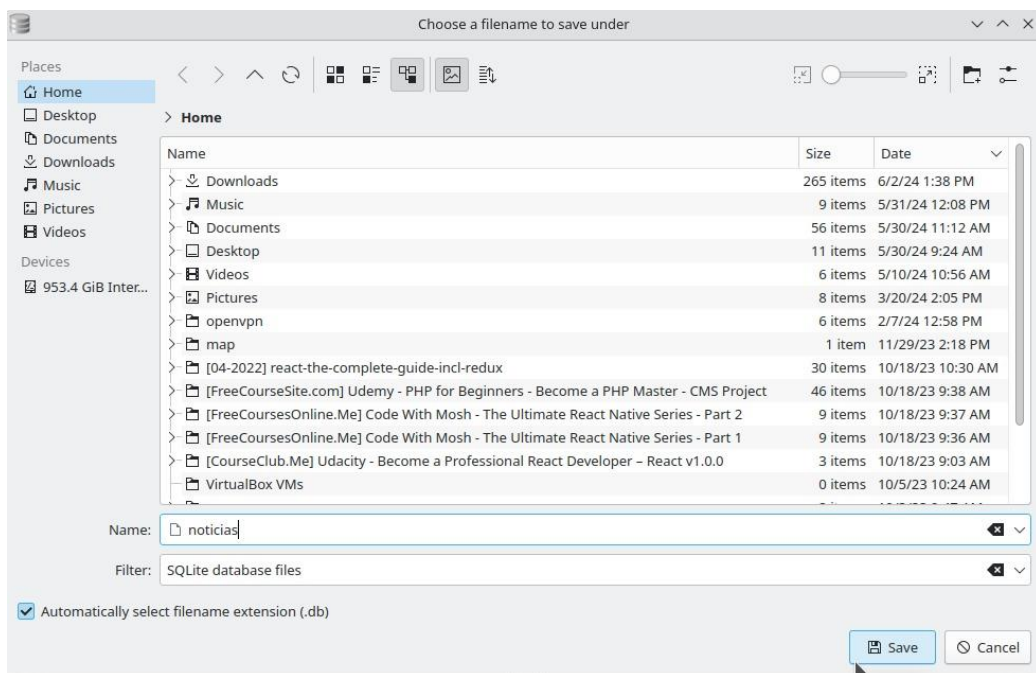 Choose a filename to save under
Places
Home
Desktop
Documents
Downloads
Music
Pictures
Videos
Devices
953.4 GiB Inter...
> Home
Name Size Date
Downloads 265 items 6/2/24 1:38 PM
Music 9 items 5/31/24 12:08 PM
Documents 56 items 5/30/24 11:12 AM
Desktop 11 items 5/30/24 9:24 AM
Videos 6 items 5/10/24 10:56 AM
Pictures 8 items 3/20/24 2:05 PM
openvpn 6 items 2/7/24 12:58 PM
map 1 item 11/29/23 2:18 PM
[04-2022] react-the-complete-guide-incl-redux 30 items 10/18/23 10:30 AM
[FreeCourseSite.com] Udemy - PHP for Beginners - Become a PHP Master - CMS Project 46 items 10/18/23 9:38 AM
[FreeCoursesOnline.Me] Code With Mosh - The Ultimate React Native Series - Part 2 9 items 10/18/23 9:37 AM
[FreeCoursesOnline.Me] Code With Mosh - The Ultimate React Native Series - Part 1 9 items 10/18/23 9:36 AM
[CourseClub.Me] Udacity - Become a Professional React Developer – React v1.0.0 3 items 10/18/23 9:03 AM
VirtualBox VMs 0 items 10/5/23 10:24 AM
Name: noticias
Filter: SQLite database files
Automatically select filename extension (.db)
Save Cancel